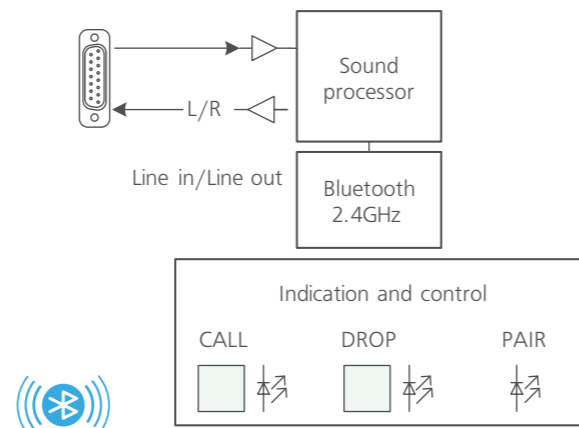 Sound
processor
L/R
Line in/Line out
Bluetooth
2.4GHz
Indication and control
CALL DROP PAIR